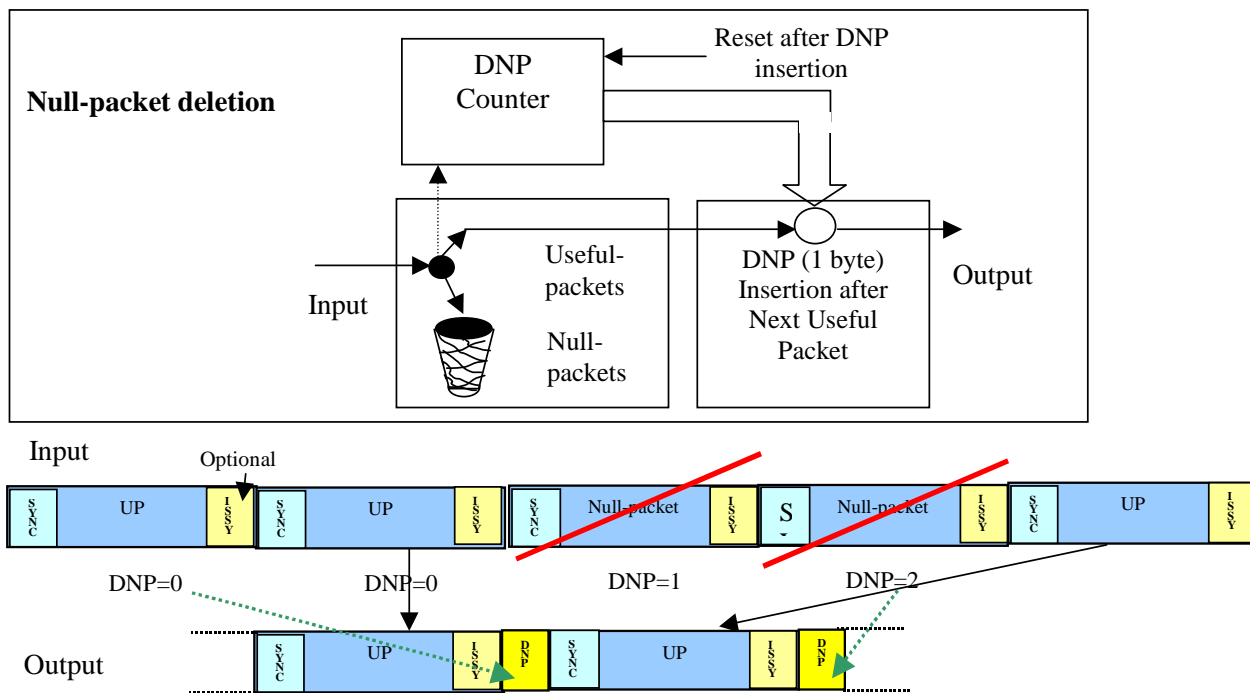 Reset after DNP
insertion
DNP
Counter
Null-packet deletion
Input
Useful-
packets
Null-
packets
DNP (1 byte)
Insertion after
Next Useful
Packet
Output
Input
Optional
SYNC UP ISSY SYNC UP ISSY SYNC Null-packet ISSY S Null-packet ISSY SYNC UP ISSY
DNP=0 DNP=0 DNP=1 DNP=2
Output
SYNC UP ISSY DNP SYNC UP ISSY DNP